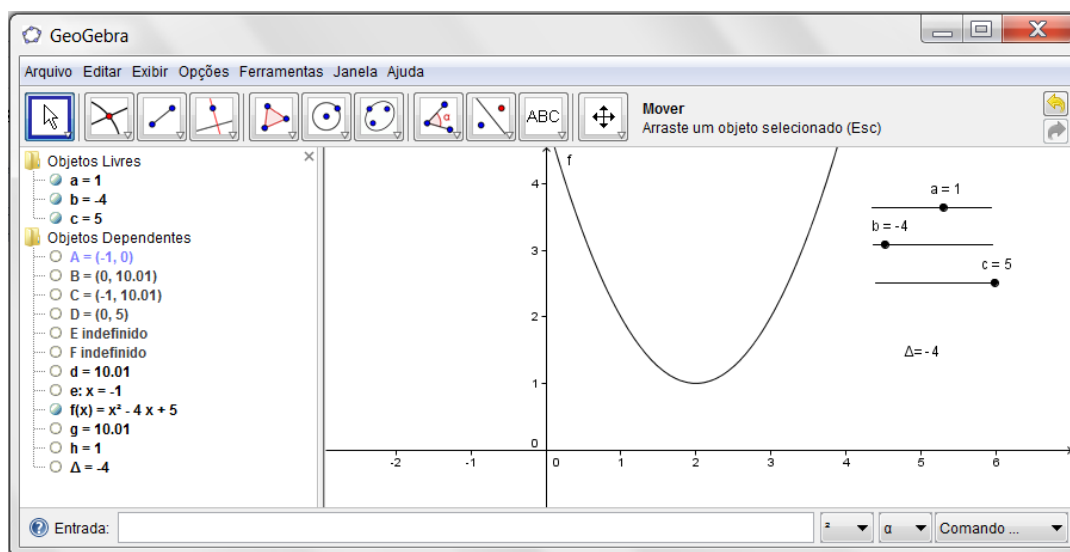 GeoGebra
Arquivo Editar Exibir Opções Ferramentas Janela Ajuda
ABC
α
Mover
Arraste um objeto selecionado (Esc)
Objetos Livres
a = 1
b = -4
c = 5
Objetos Dependentes
A = (-1, 0)
B = (0, 10.01)
C = (-1, 10.01)
D = (0, 5)
E indefinido
F indefinido
d = 10.01
e: x = -1
f(x) = x² - 4 x + 5
g = 10.01
h = 1
Δ = -4
f
4
3
2
1
0
-2 -1 0 1 2 3 4 5 6
a = 1
b = -4
c = 5
Δ= -4
Entrada:
² α Comando ...